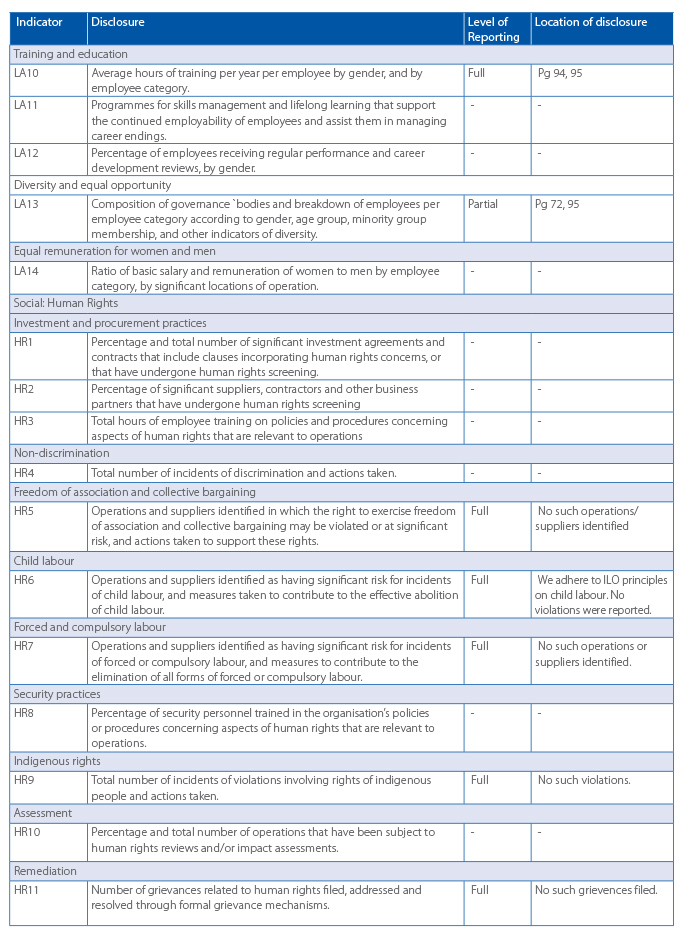 Indicator Disclosure Level of Reporting Location of disclosure
Training and education
LA10 Average hours of training per year per employee by gender, and by Full Pg 94, 95
employee category.
LA11 Programmes for skills management and lifelong learning that support - -
the continued employability of employees and assist them in managing
career endings.
LA12 Percentage of employees receiving regular performance and career - -
development reviews, by gender.
Diversity and equal opportunity
LA13 Composition of governance `bodies and breakdown of employees per Partial Pg 72, 95
employee category according to gender, age group, minority group
membership, and other indicators of diversity.
Equal remuneration for women and men
LA14 Ratio of basic salary and remuneration of women to men by employee - -
category, by significant locations of operation.
Social: Human Rights
Investment and procurement practices
HR1 Percentage and total number of significant investment agreements and - -
contracts that include clauses incorporating human rights concerns, or
that have undergone human rights screening.
HR2 Percentage of significant suppliers, contractors and other business - -
partners that have undergone human rights screening
HR3 Total hours of employee training on policies and procedures concerning - -
aspects of human rights that are relevant to operations
Non-discrimination
HR4 Total number of incidents of discrimination and actions taken. - -
Freedom of association and collective bargaining
HR5 Operations and suppliers identified in which the right to exercise freedom Full No such operations/
of association and collective bargaining may be violated or at significant suppliers identified
risk, and actions taken to support these rights.
Child labour
HR6 Operations and suppliers identified as having significant risk for incidents Full We adhere to ILO principles
of child labour, and measures taken to contribute to the effective abolition on child labour. No
of child labour. violations were reported.
Forced and compulsory labour
HR7 Operations and suppliers identified as having significant risk for incidents Full No such operations or
of forced or compulsory labour, and measures to contribute to the suppliers identified.
elimination of all forms of forced or compulsory labour.
Security practices
HR8 Percentage of security personnel trained in the organisation's policies - -
or procedures concerning aspects of human rights that are relevant to
operations.
Indigenous rights
HR9 Total number of incidents of violations involving rights of indigenous Full No such violations.
people and actions taken.
Assessment
HR10 Percentage and total number of operations that have been subject to - -
human rights reviews and/or impact assessments.
Remediation
HR11 Number of grievances related to human rights filed, addressed and Full No such grievences filed.
resolved through formal grievance mechanisms.